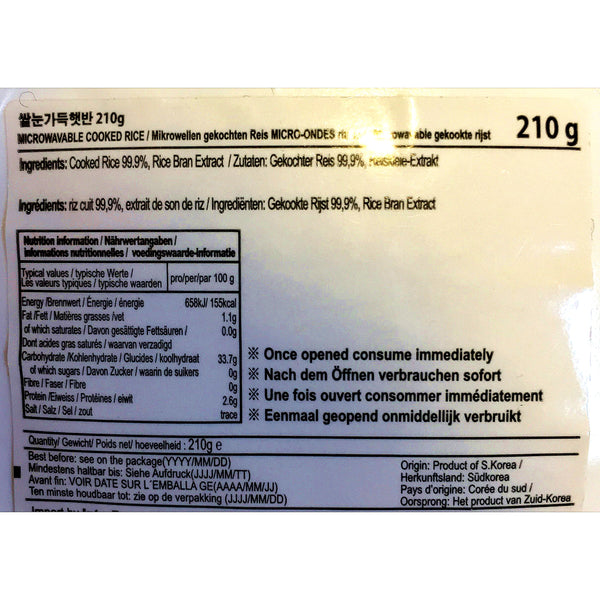 쌀눈가득햇반 210g
210 g
MICROWAVABLE COOKED RICE / Mikrowellen gekochten Reis MICRO-ONDES gekookte rijst
Ingredients: Cooked Rice 99.9%, Rice Bran Extract / Zutaten: Gekochter Reis 99,9%,
Ingrédients: riz cuit 99,9%, extrait de son de riz / Ingrediënten: Gekookte Rijst 99,9%, Rice Bran Extract
Nutrition information / Nährwertangaben /
informations nutritionnelles / voedingswaarde-informatie
Typical values / typische Werte /
Les valeurs typiques / typische waarden
pro/per/par 100 g
Energy /Brennwert / Énergie / énergie 658kJ/ 155kcal
Fat /Fett / Matières grasses /vet 1.1g
of which saturates / Davon gesättigte Fettsäuren / 0.0g
Dont acides gras saturés / waarvan verzadigd
Carbohydrate /Kohlenhydrate / Glucides / koolhydraat 33.7g
of which sugars / Davon Zucker / waarin de suikers 0g
Fibre / Faser / Fibre 0g
Protein /Eiweiss / Protéines / eiwit 2.6g
Salt / Salz / Sel / zout trace
※ Once opened consume immediately
※ Nach dem Öffnen verbrauchen sofort
※ Une fois ouvert consommer immédiatement
※ Eenmaal geopend onmiddellijk verbruikt
Quantity/ Gewicht/ Poids net/ hoeveelheid : 210g e
Best before: see on the package(YYYY/MM/DD)
Mindestens haltbar bis: Siehe Aufdruck(JJJJ/MM/TT)
Avant fin: VOIR DATE SUR L´EMBALLA GE(AAAA/MM/JJ)
Ten minste houdbaar tot: zie op de verpakking (JJJJ/MM/DD)
Origin: Product of S.Korea /
Herkunftsland: Südkorea
Pays d'origine: Corée du sud /
Oorsprong: Het product van Zuid-Korea